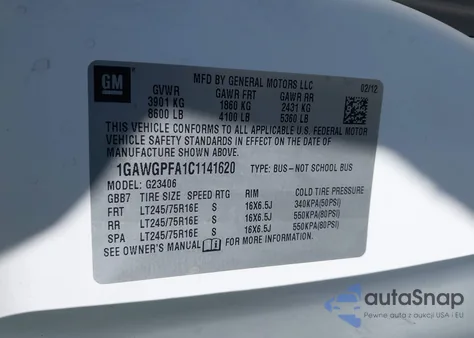 GM
MFD BY GENERAL MOTORS LLC
02/12
GVWR GAWR FRT GAWR RR
3901 KG 1860 KG 2431 KG
8600 LB 4100 LB 5360 LB
THIS VEHICLE CONFORMS TO ALL APPLICABLE U.S. FEDERAL MOTOR
VEHICLE SAFETY STANDARDS IN EFFECT ON THE DATE
OF MANUFACTURE SHOWN ABOVE.
1GAWGPFA1C1141620 TYPE: BUS-NOT SCHOOL BUS
MODEL: G23406
GBB7 TIRE SIZE SPEED RTG RIM COLD TIRE PRESSURE
FRT LT245/75R16E S 16X6.5J 340KPA(50PSI)
RR LT245/75R16E S 16X6.5J 550KPA(80PSI)
SPA LT245/75R16E S 16X6.5J 550KPA(80PSI)
SEE OWNER'S MANUAL FOR MORE INFORMATION.
autoSnap
Pewne auto z aukcji USA i EU